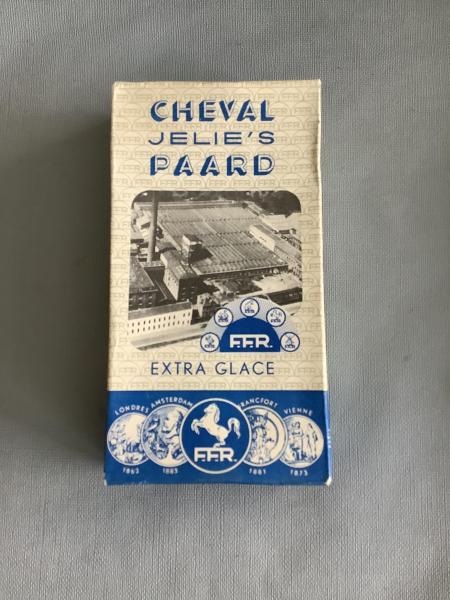 CHEVAL
JELIE'S
PAARD
F.F.R.
EXTRA GLACE
LONDRES AMSTERDAM FRANCFORT VIENNE
F.F.R.
1862 1883 1881 1873